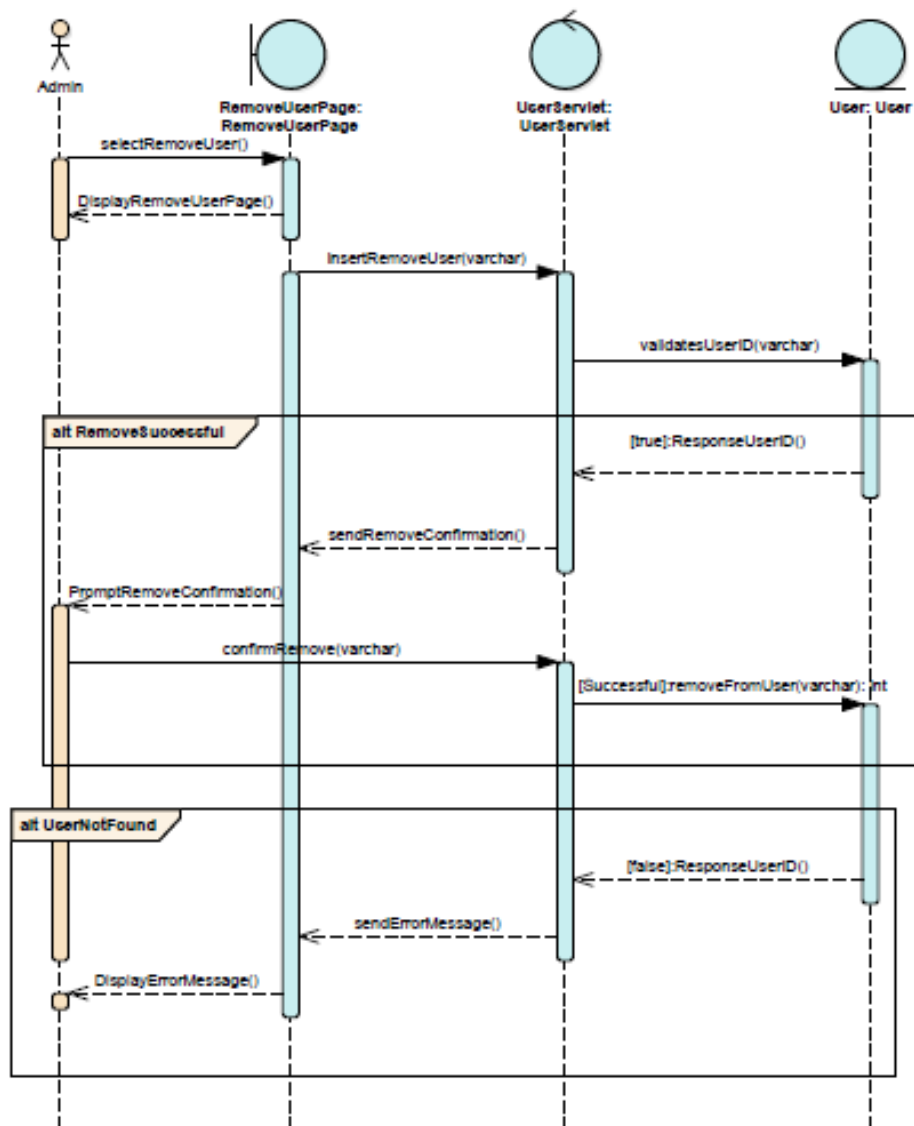 Admin
RemoveUserPage:
RemoveUserPage
UserServlet:
UserServlet
User: User
selectRemoveUser()
DisplayRemoveUserPage()
insertRemoveUser(varchar)
validatesUserID(varchar)
alt RemoveSuccessful
[true]:ResponseUserID()
sendRemoveConfirmation()
PromptRemoveConfirmation()
confirmRemove(varchar)
[Successful]:removeFromUser(varchar): int
alt UserNotFound
[false]:ResponseUserID()
sendErrorMessage()
DisplayErrorMessage()